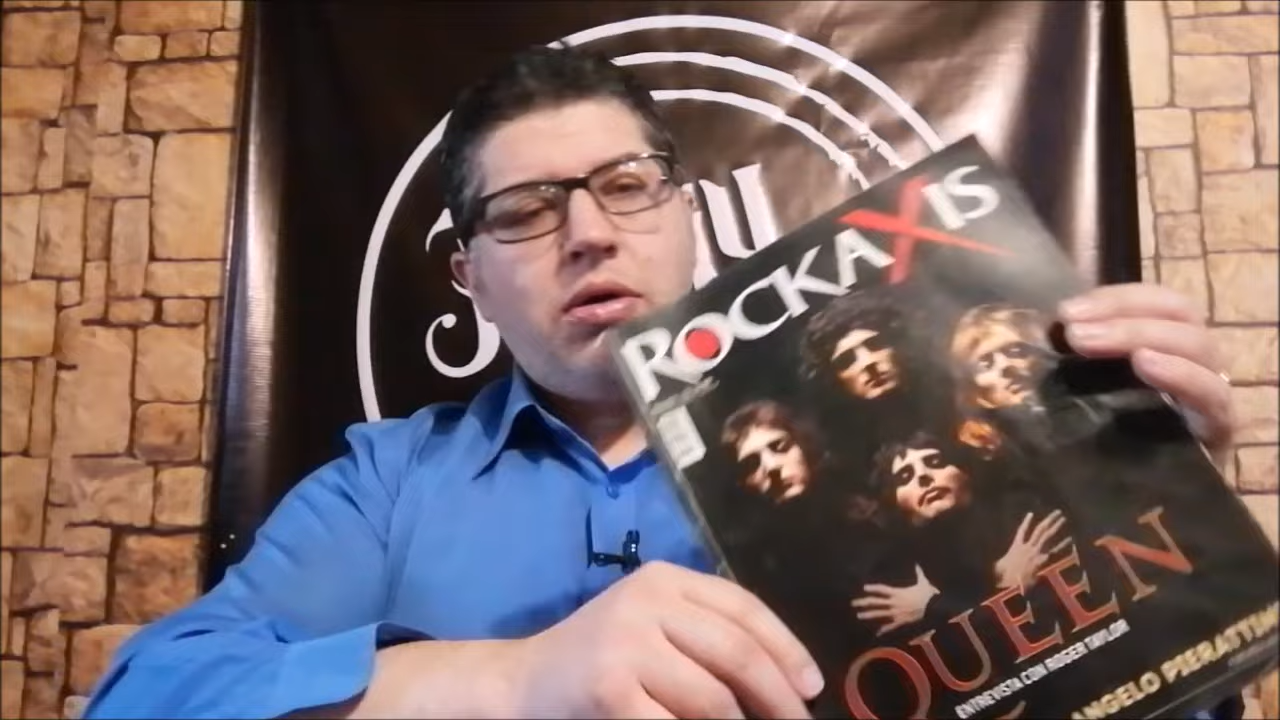 ROCKAXIS
QUEEN
ENTREVISTA CON ROGER TAYLOR
ANGELO PIERATTINI